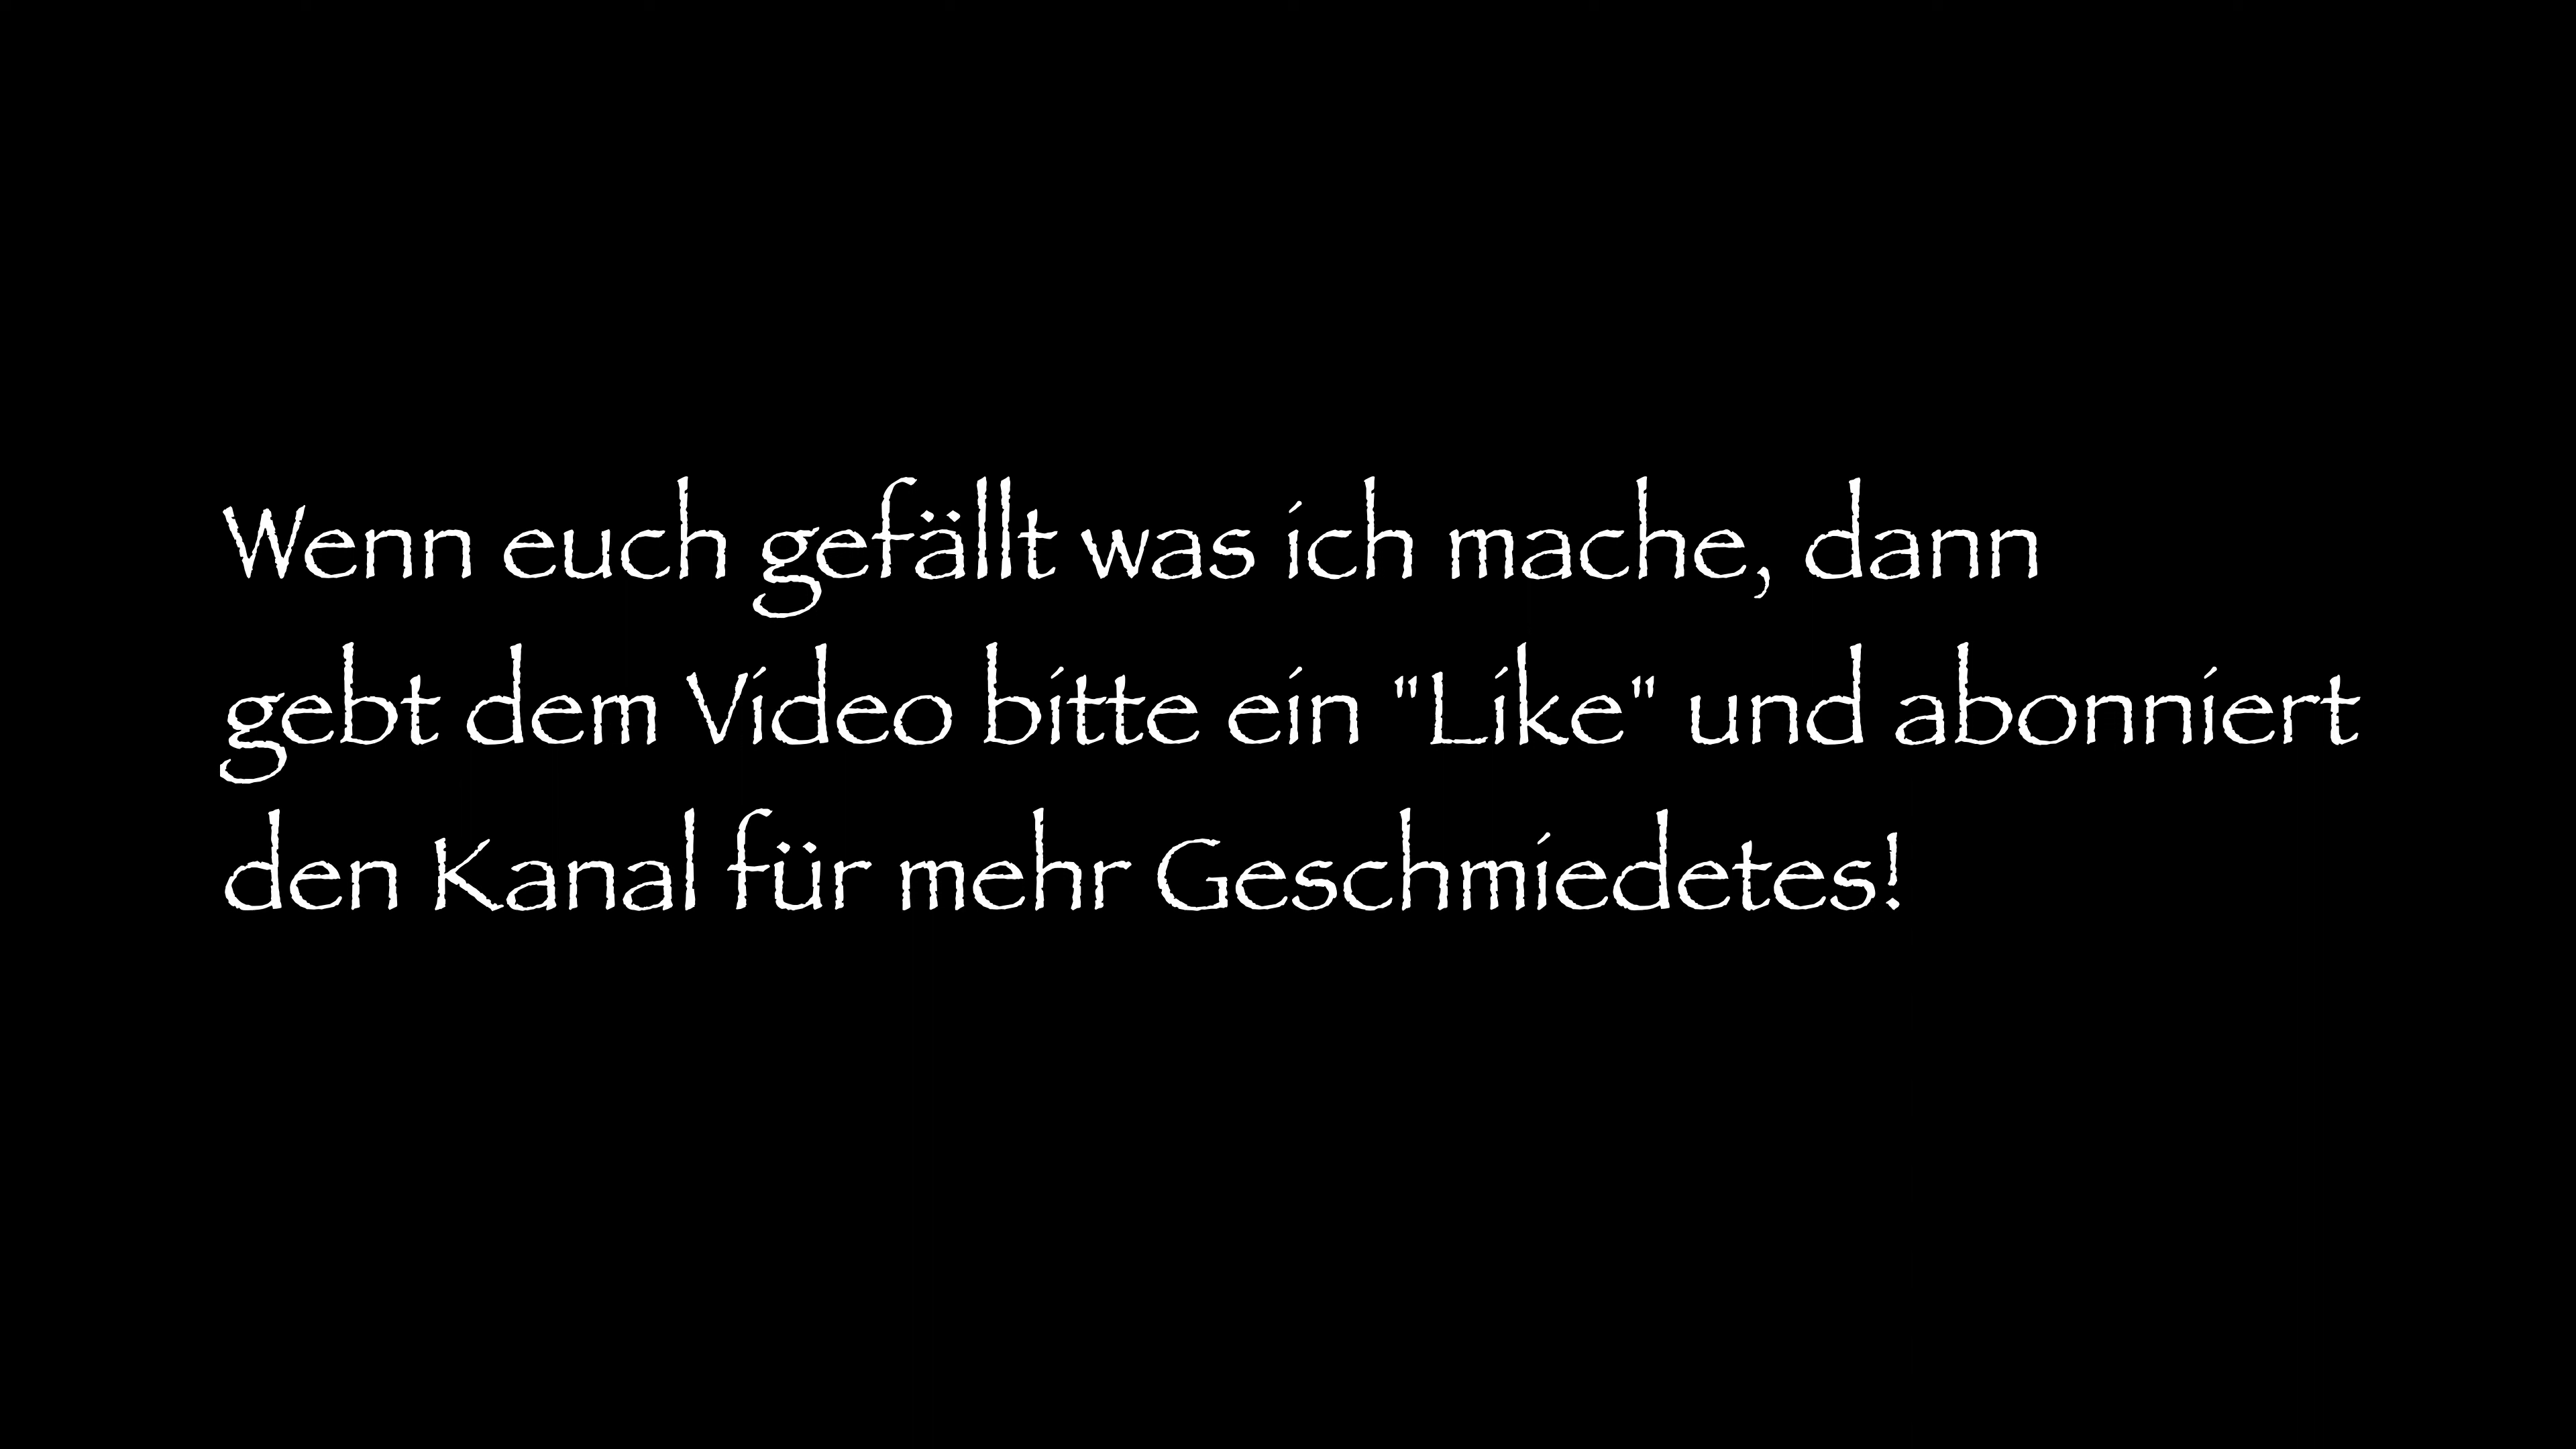 Wenn euch gefällt was ich mache, dann
gebt dem Video bitte ein "Like" und abonniert
den Kanal für mehr Geschmiedetes!